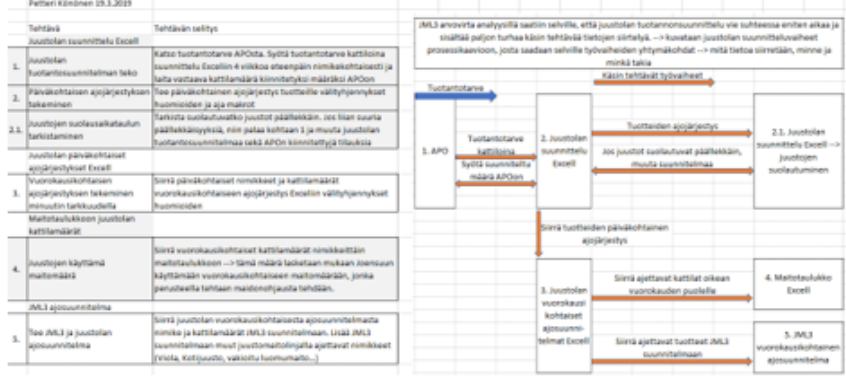 Petteri Könönen 19.3.2019
Tehtävä
Tehtävän selitys
Juustolan suunnittelu Excell
1.
Juustolan
tuotantosuunnitelman teko
Katso tuotantotarve APOsta. Syötä tuotantotarve kattiloina
suunnittelu Excelliin 4 viikkoa eteenpäin nimikekohtaisesti ja
laita vastaava kattilamäärä kiinnitetyksi määräksi APOon
2.
Päiväkohtaisen ajojärjestyksen
tekeminen
Tee päiväkohtainen ajojärjestys tuotteille välityhjennykset
huomioiden ja aja makrot
2.1.
Juustojen suolausaikataulun
tarkistaminen
Tarkista suolautuvatko juustot päällekkäin. Jos liian suuria
päällekkäisyyksiä, niin palaa kohtaan 1 ja muuta juustolan
tuotantosuunnitelmaa sekä APOn kiinnitettyjä tilauksia
Juustolan päiväkohtaiset
ajojärjestykset Excell
3.
Vuorokausikohtaisen
ajojärjestyksen tekeminen
minuutin tarkkuudella
Siirrä päiväkohtaiset nimikkeet ja kattilamäärät
vuorokausikohtaiseen ajojärjestys Excelliin välityhjennykset
huomioiden
Maitotaulukkoon juustolan
kattilamäärät
4.
Juustojen käyttämä
maitomäärä
Siirrä vuorokausikohtaiset kattilamäärät nimikkeittäin
maitotaulukkoon --> tämä määrä lasketaan mukaan Joensuun
käyttämään vuorokausikohtaiseen maitomäärään, jonka
perusteella tehtaan maidonohjausta tehdään.
JML3 ajosuunnitelma
5.
Tee JML3 ja juustolan
ajosuunnitelma
Siirrä juustolan vuorokausikohtaisesta ajosuunnitelmasta
nimike ja kattilamäärät JML3 suunnitelmaan. Lisää JML3
suunnitelmaan muut juustomaitolinjalla ajettavat nimikkeet
(Viola, Kotijuusto, vakioitu luomumaito...)
JML3 arvovirta analyysillä saatiin selville, että juustolan tuotannonsuunnittelu vie suhteessa eniten aikaa ja
sisältää paljon turhaa käsin tehtävää tietojen siirtelyä. --> kuvataan juustolan suunnitteluvaiheet
prosessikaavioon, josta saadaan selville työvaiheiden yhtymäkohdat --> mitä tietoa siirretään, minne ja
minkä takia
Käsin tehtävät työvaiheet
Tuotantotarve
1. APO
Tuotantotarve
kattiloina
Syötä suunniteltu
määrä APOon
2. Juustolan
suunnittelu
Excell
Tuotteiden ajojärjestys
Jos juustot suolautuvat päällekkäin,
muuta suunnitelmaa
2.1. Juustolan
suunnittelu Excell -->
Juustojen
suolautuminen
Siirrä tuotteiden päiväkohtainen
ajojärjestys
3. Juustolan
vuorokausi
kohtaiset
ajosuunni-
telmat Excell
Siirrä ajettavat kattilat oikean
vuorokauden puolelle
4. Maitotaulukko
Excell
Siirrä ajettavat tuotteet JML3
suunnitelmaan
5. JML3
vuorokausikohtainen
ajosuunnitelma